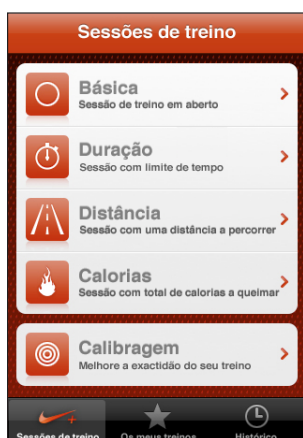 Sessões de treino
Básica
Sessão de treino em aberto
Duração
Sessão com limite de tempo
Distância
Sessão com uma distância a percorrer
Calorias
Sessão com total de calorias a queimar
Calibragem
Melhore a exactidão do seu treino
Sessões de treino Os meus treinos Histórico